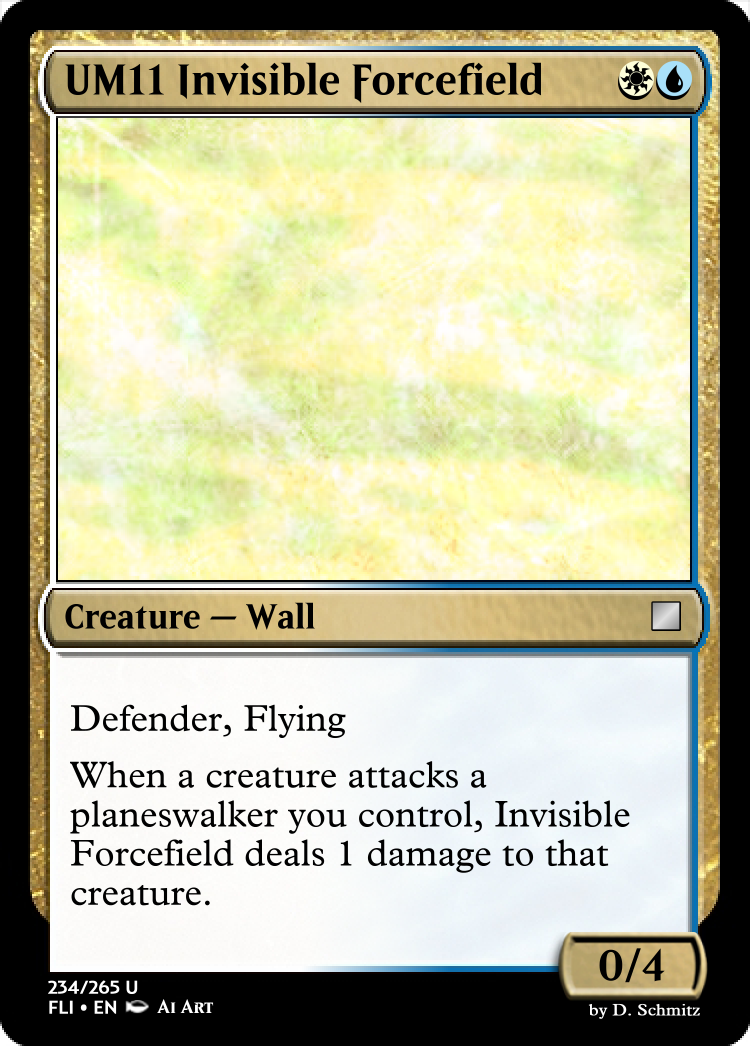 UM11 Invisible Forcefield
Creature — Wall
Defender, Flying
When a creature attacks a
planeswalker you control, Invisible
Forcefield deals 1 damage to that
creature.
0/4
234/265 U
FLI • EN AI ART
by D. Schmitz